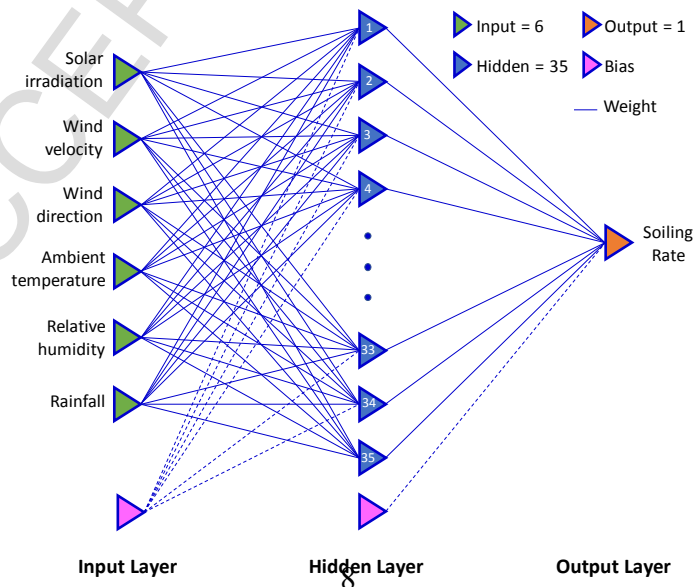 Input = 6
Output = 1
Hidden = 35
Bias
Weight
Solar
irradiation
Wind
velocity
Wind
direction
Ambient
temperature
Relative
humidity
Rainfall
1
2
3
4
33
34
35
Soiling
Rate
Input Layer
Hidden Layer
Output Layer
8